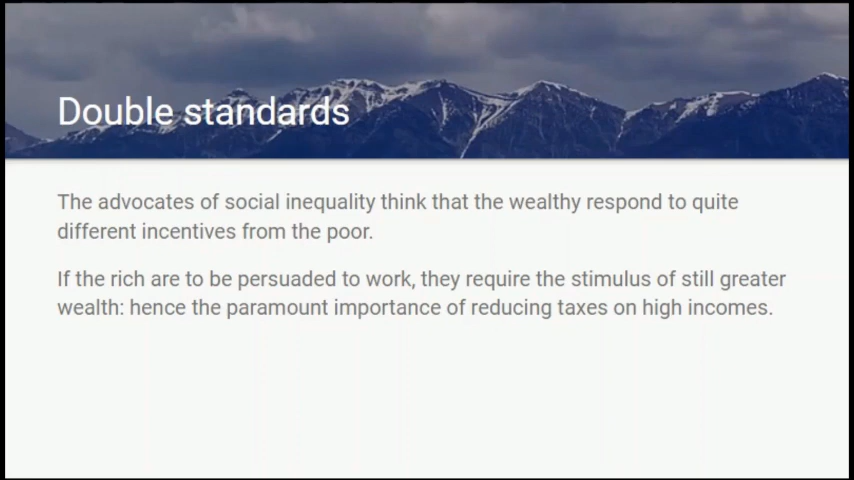 Double standards
The advocates of social inequality think that the wealthy respond to quite
different incentives from the poor.
If the rich are to be persuaded to work, they require the stimulus of still greater
wealth: hence the paramount importance of reducing taxes on high incomes.